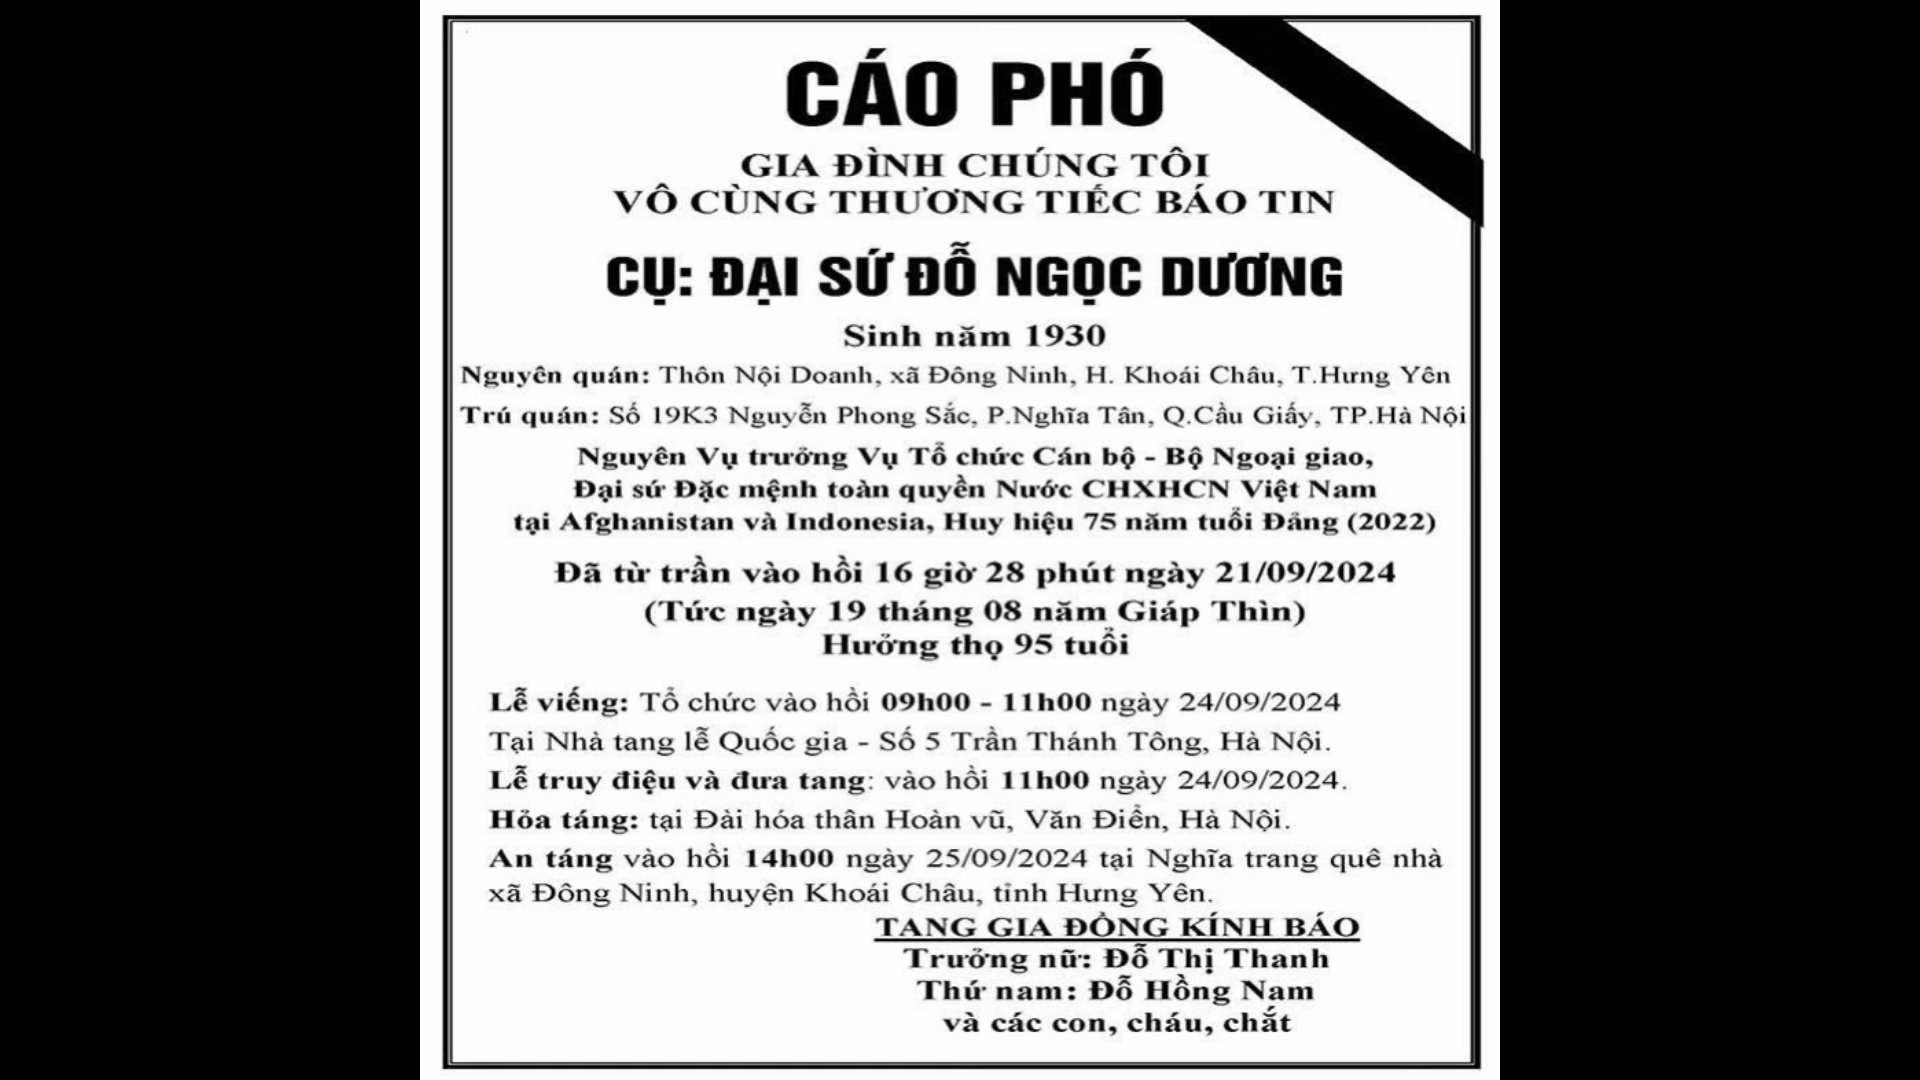 CÁO PHÓ
GIA ĐÌNH CHÚNG TÔI
VÔ CÙNG THƯƠNG TIẾC BÁO TIN
CỤ: ĐẠI SỨ ĐỖ NGỌC DƯƠNG
Sinh năm 1930
Nguyên quán: Thôn Nội Doanh, xã Đông Ninh, H. Khoái Châu, T.Hưng Yên
Trú quán: Số 19K3 Nguyễn Phong Sắc, P.Nghĩa Tân, Q.Cầu Giấy, TP.Hà Nội
Nguyên Vụ trưởng Vụ Tổ chức Cán bộ - Bộ Ngoại giao,
Đại sứ Đặc mệnh toàn quyền Nước CHXHCN Việt Nam
tại Afghanistan và Indonesia, Huy hiệu 75 năm tuổi Đảng (2022)
Đã từ trần vào hồi 16 giờ 28 phút ngày 21/09/2024
(Tức ngày 19 tháng 08 năm Giáp Thìn)
Hưởng thọ 95 tuổi
Lễ viếng: Tổ chức vào hồi 09h00 - 11h00 ngày 24/09/2024
Tại Nhà tang lễ Quốc gia - Số 5 Trần Thánh Tông, Hà Nội.
Lễ truy điệu và đưa tang: vào hồi 11h00 ngày 24/09/2024.
Hỏa táng: tại Đài hóa thân Hoàn vũ, Văn Điển, Hà Nội.
An táng vào hồi 14h00 ngày 25/09/2024 tại Nghĩa trang quê nhà
xã Đông Ninh, huyện Khoái Châu, tỉnh Hưng Yên.
TANG GIA ĐỒNG KÍNH BÁO
Trưởng nữ: Đỗ Thị Thanh
Thứ nam: Đỗ Hồng Nam
và các con, cháu, chắt